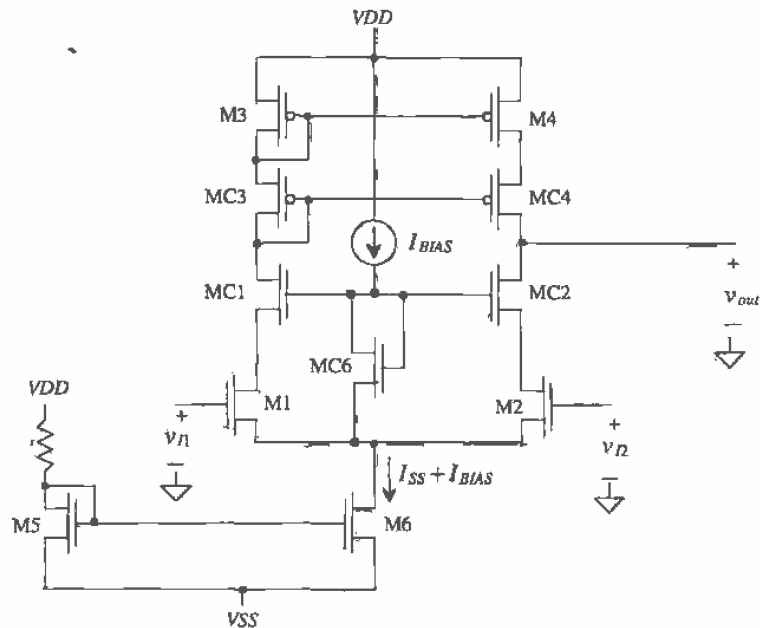 VDD
M3
M4
MC3
MC4
I_BIAS
MC1
MC2
+
v_out
-
MC6
VDD
M1
M2
+
v_I1
-
+
v_I2
-
I_SS + I_BIAS
M5
M6
VSS